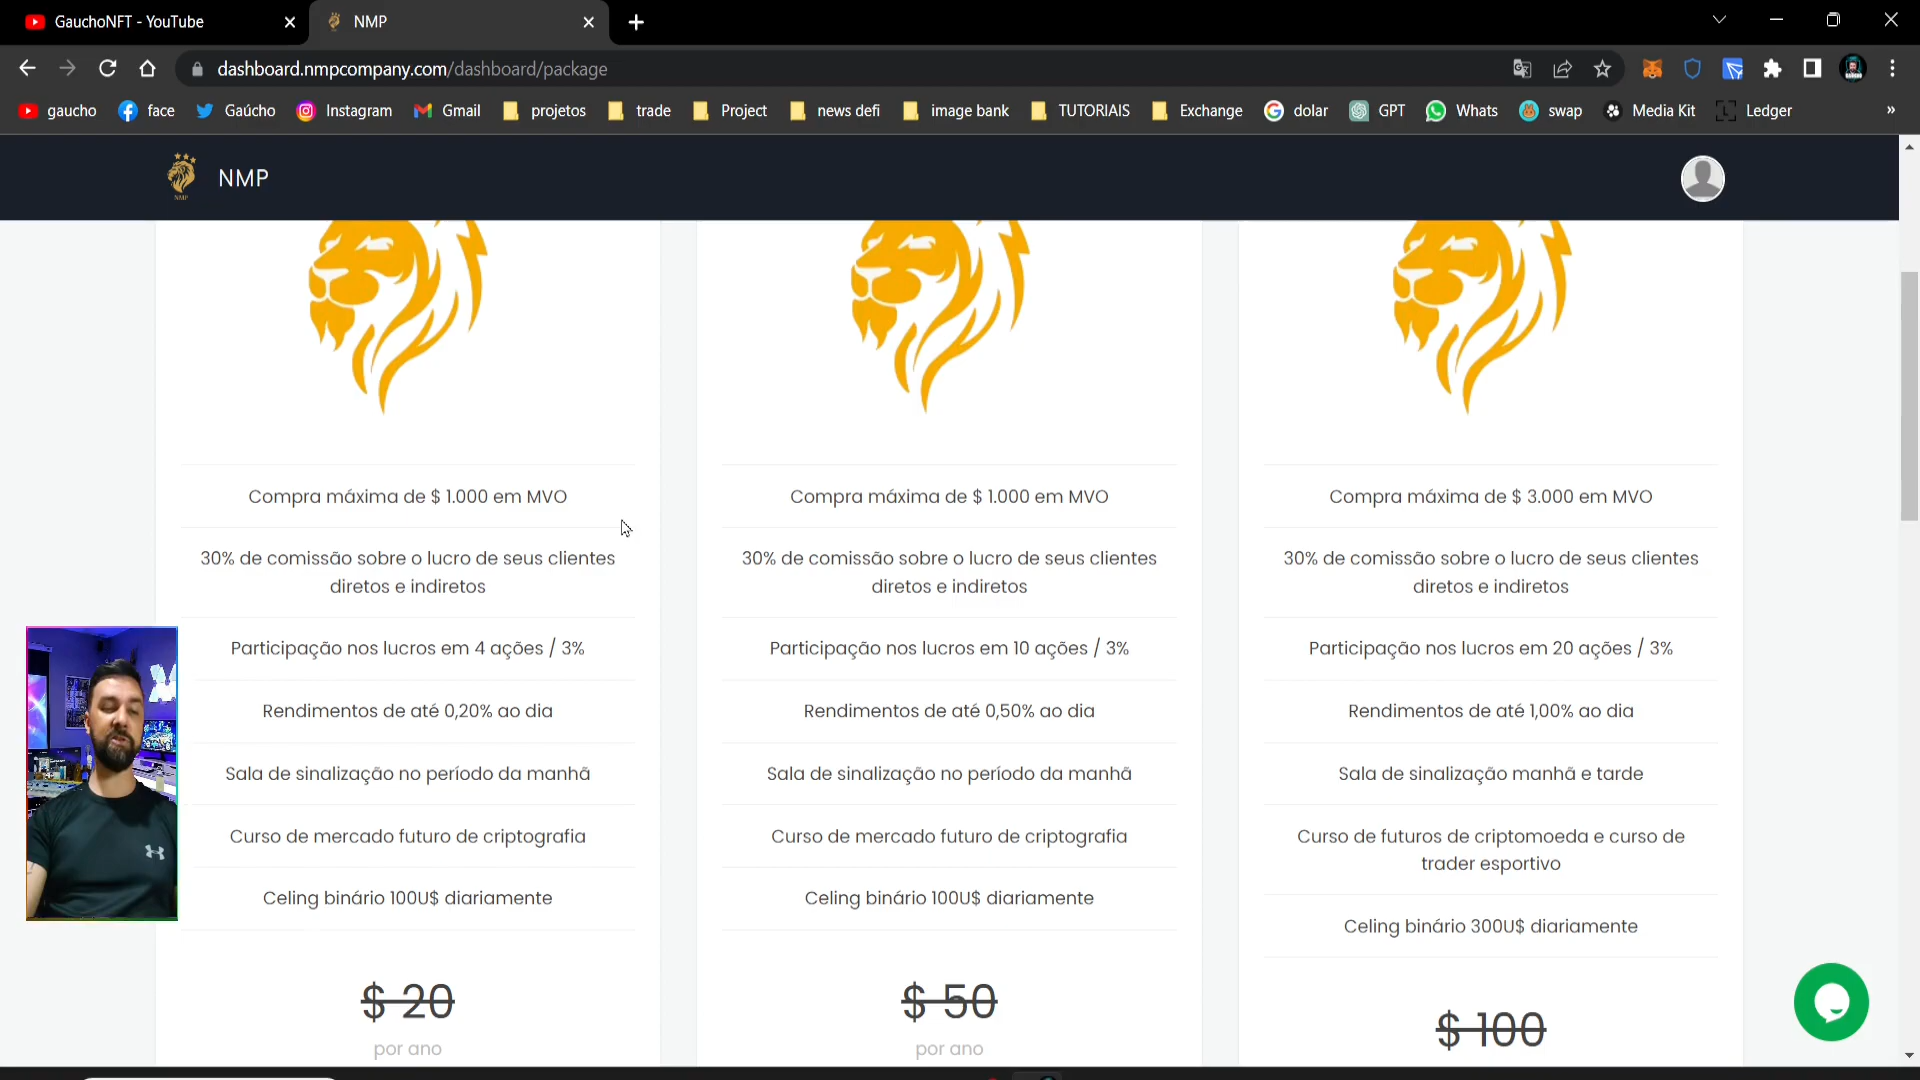 GauchoNFT - YouTube
NMP
dashboard.nmpcompany.com/dashboard/package
gaucho face Gaúcho Instagram Gmail projetos trade Project news defi image bank TUTORIAIS Exchange dolar GPT Whats swap Media Kit Ledger »
NMP
NMP
Compra máxima de $ 1.000 em MVO
30% de comissão sobre o lucro de seus clientes
diretos e indiretos
Participação nos lucros em 4 ações / 3%
Rendimentos de até 0,20% ao dia
Sala de sinalização no período da manhã
Curso de mercado futuro de criptografia
Celing binário 100U$ diariamente
$ 20
por ano
Compra máxima de $ 1.000 em MVO
30% de comissão sobre o lucro de seus clientes
diretos e indiretos
Participação nos lucros em 10 ações / 3%
Rendimentos de até 0,50% ao dia
Sala de sinalização no período da manhã
Curso de mercado futuro de criptografia
Celing binário 100U$ diariamente
$ 50
por ano
Compra máxima de $ 3.000 em MVO
30% de comissão sobre o lucro de seus clientes
diretos e indiretos
Participação nos lucros em 20 ações / 3%
Rendimentos de até 1,00% ao dia
Sala de sinalização manhã e tarde
Curso de futuros de criptomoeda e curso de
trader esportivo
Celing binário 300U$ diariamente
$ 100